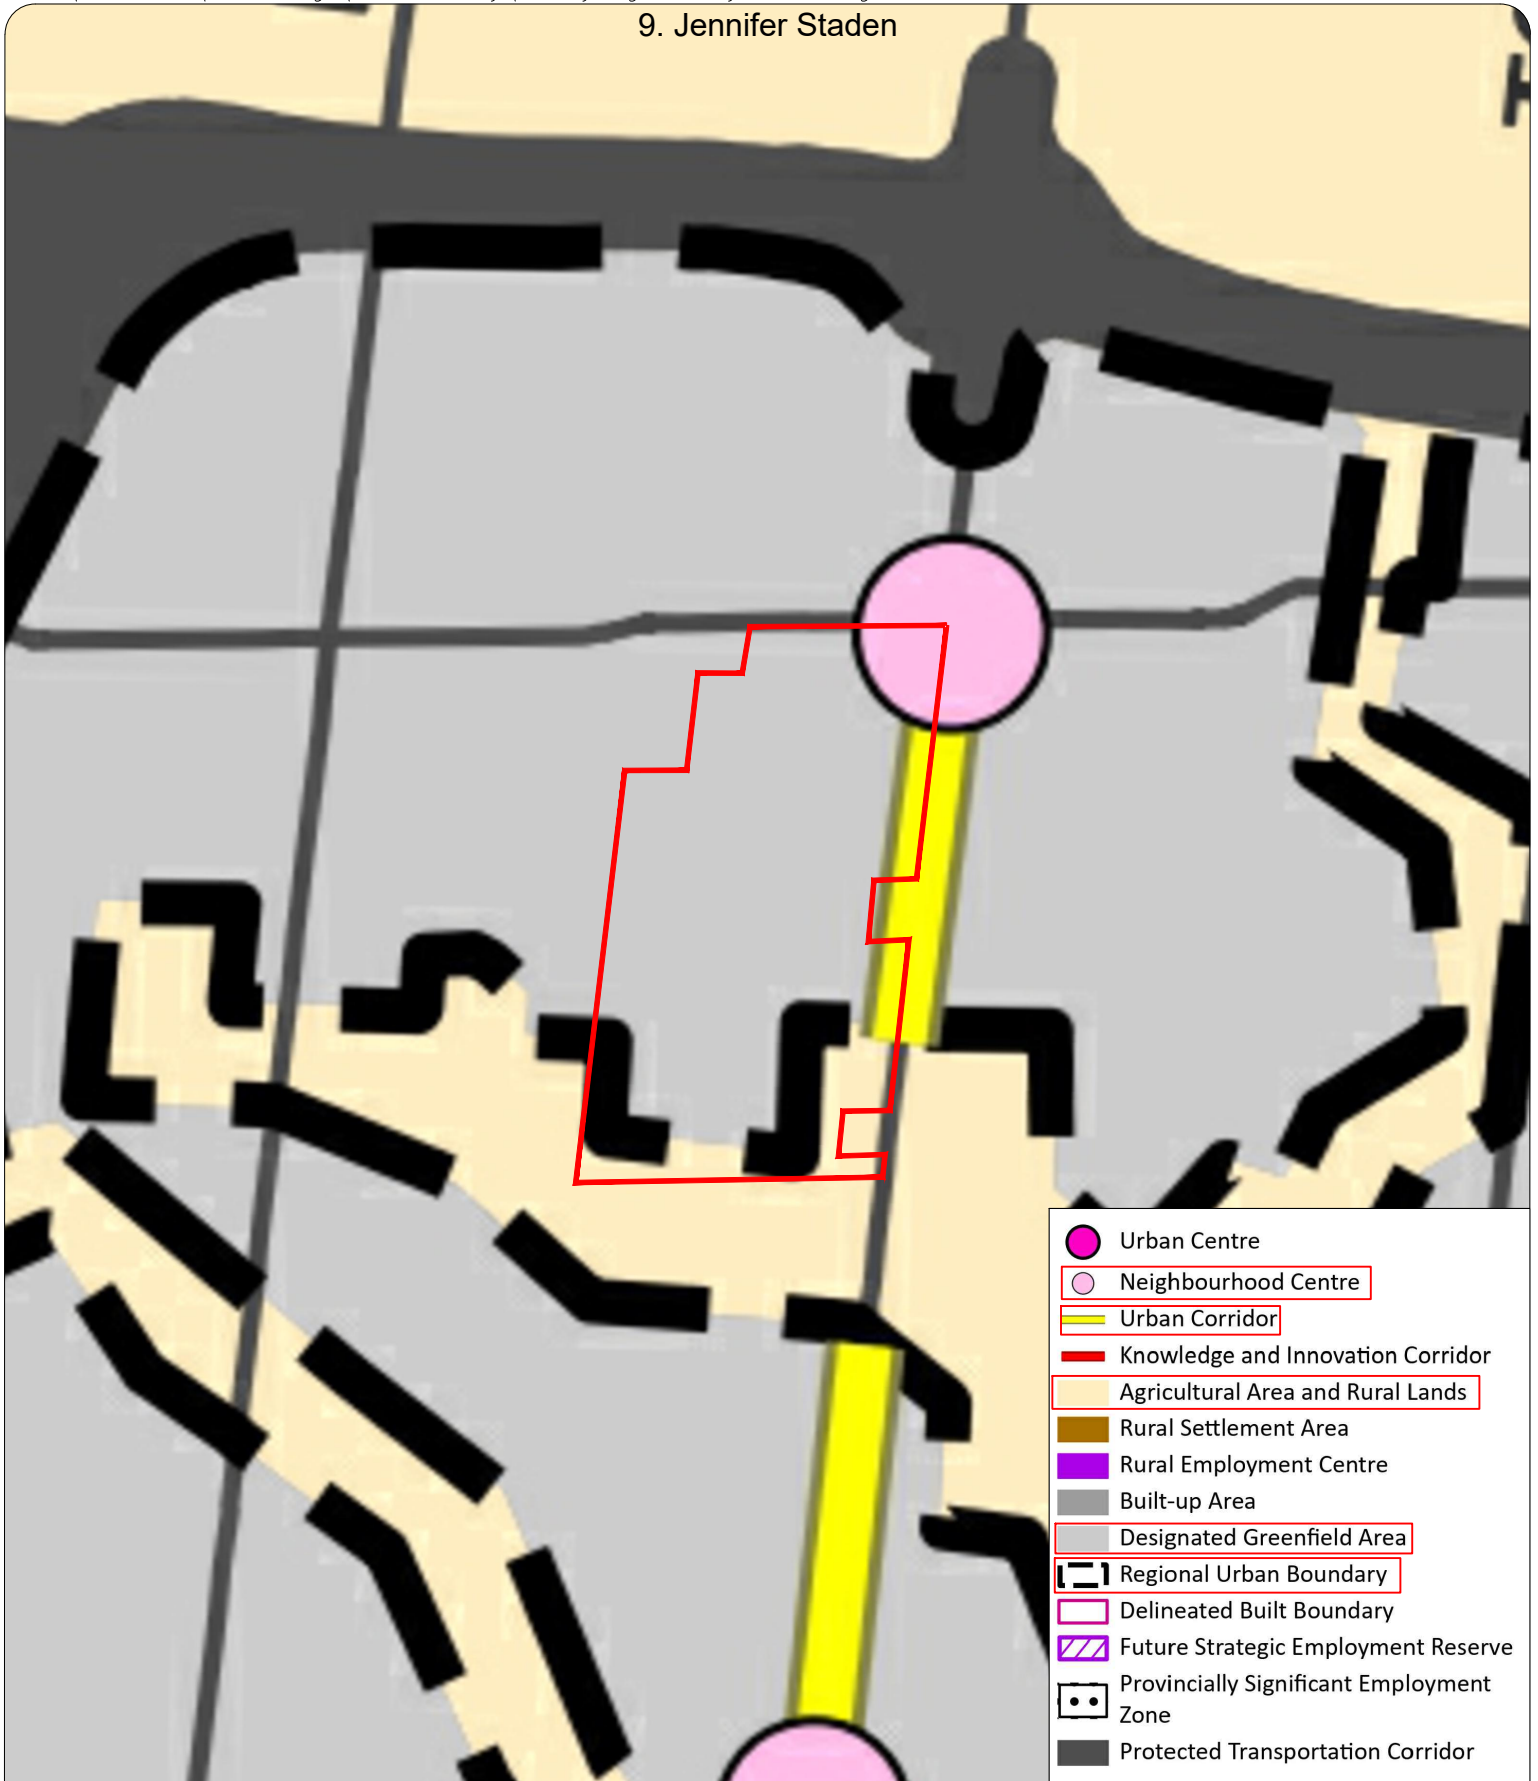 9. Jennifer Staden
Urban Centre
Neighbourhood Centre
Urban Corridor
Knowledge and Innovation Corridor
Agricultural Area and Rural Lands
Rural Settlement Area
Rural Employment Centre
Built-up Area
Designated Greenfield Area
Regional Urban Boundary
Delineated Built Boundary
Future Strategic Employment Reserve
Provincially Significant Employment
Zone
Protected Transportation Corridor